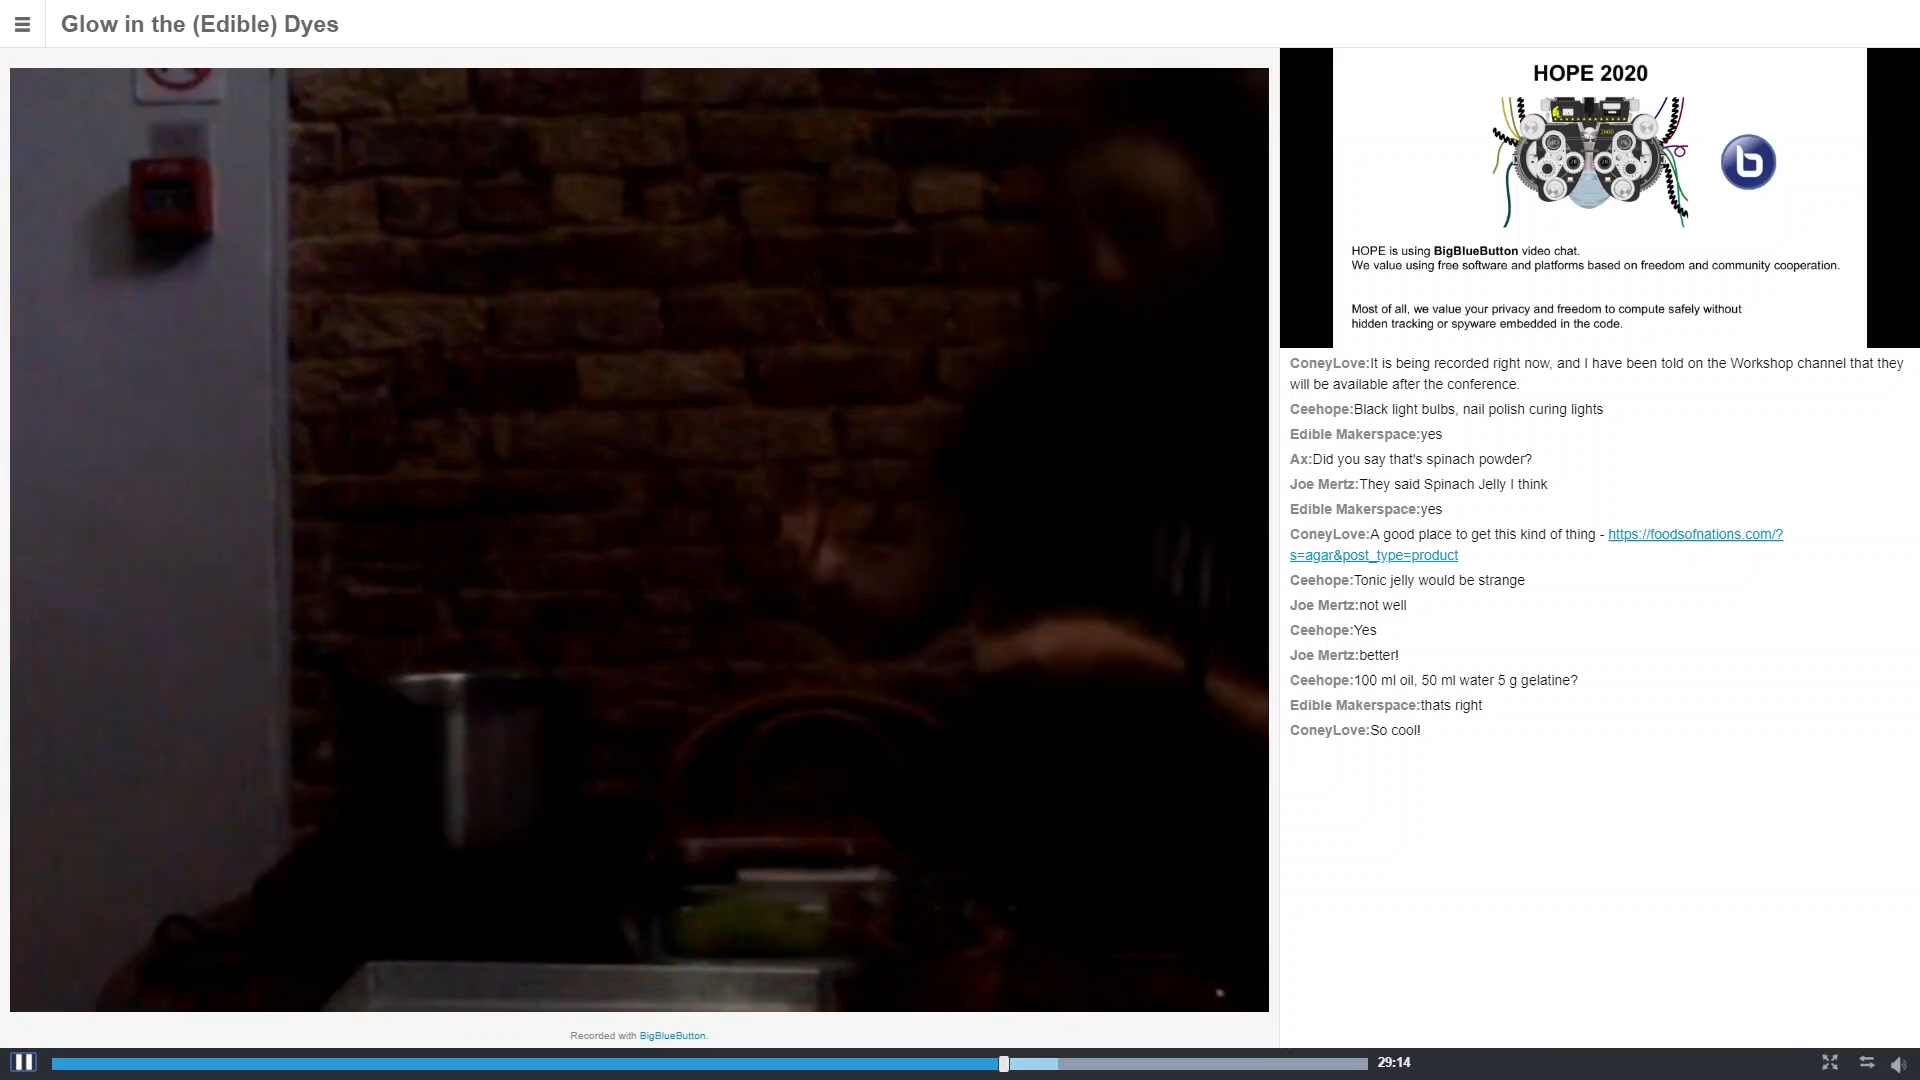 Glow in the (Edible) Dyes
HOPE 2020
2600
HOPE is using BigBlueButton video chat.
We value using free software and platforms based on freedom and community cooperation.
Most of all, we value your privacy and freedom to compute safely without
hidden tracking or spyware embedded in the code.
ConeyLove:It is being recorded right now, and I have been told on the Workshop channel that they
will be available after the conference.
Ceehope:Black light bulbs, nail polish curing lights
Edible Makerspace:yes
Ax:Did you say that's spinach powder?
Joe Mertz:They said Spinach Jelly I think
Edible Makerspace:yes
ConeyLove:A good place to get this kind of thing - https://foodsofnations.com/?
s=agar&post_type=product
Ceehope:Tonic jelly would be strange
Joe Mertz:not well
Ceehope:Yes
Joe Mertz:better!
Ceehope:100 ml oil, 50 ml water 5 g gelatine?
Edible Makerspace:thats right
ConeyLove:So cool!
Recorded with BigBlueButton.
29:14